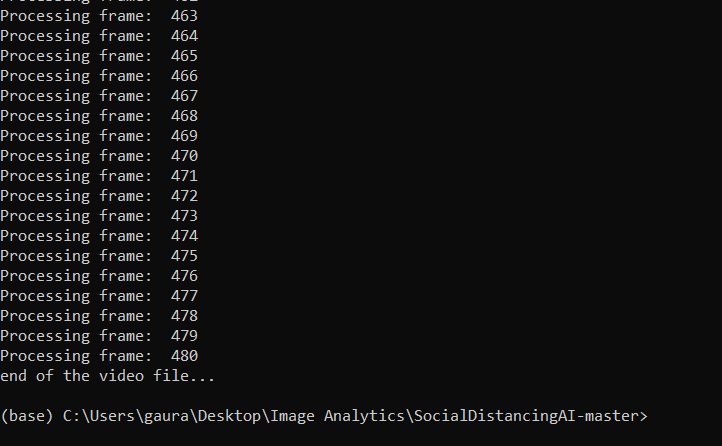 Processing frame:  463
Processing frame:  464
Processing frame:  465
Processing frame:  466
Processing frame:  467
Processing frame:  468
Processing frame:  469
Processing frame:  470
Processing frame:  471
Processing frame:  472
Processing frame:  473
Processing frame:  474
Processing frame:  475
Processing frame:  476
Processing frame:  477
Processing frame:  478
Processing frame:  479
Processing frame:  480
end of the video file...
(base) C:\Users\gaura\Desktop\Image Analytics\SocialDistancingAI-master>